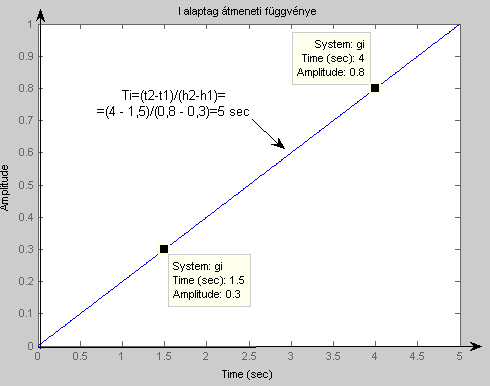 I alaptag átmeneti függvénye
System: gi
Time (sec): 4
Amplitude: 0.8
Ti=(t2-t1)/(h2-h1)=
=(4 - 1,5)/(0,8 - 0,3)=5 sec
System: gi
Time (sec): 1.5
Amplitude: 0.3
Amplitude
1
0.9
0.8
0.7
0.6
0.5
0.4
0.3
0.2
0.1
0
0 0.5 1 1.5 2 2.5 3 3.5 4 4.5 5
Time (sec)